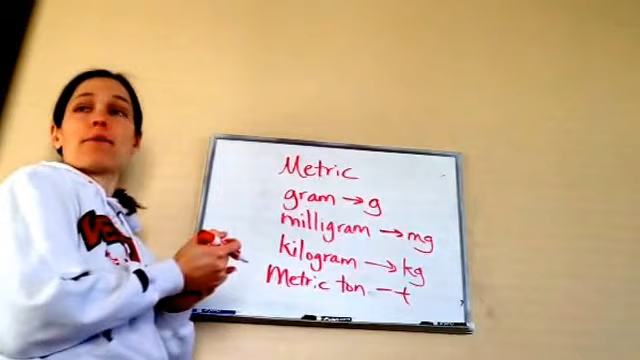 Metric
gram → g
milligram → mg
kilogram → kg
Metric ton – t